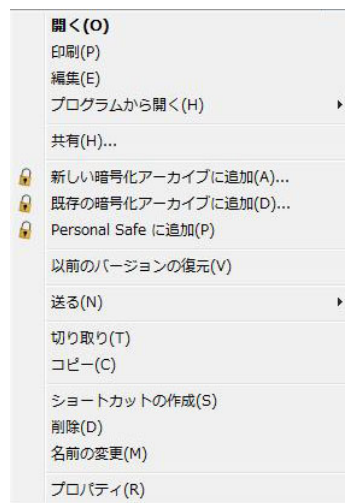 開く(O)
印刷(P)
編集(E)
プログラムから開く(H)
共有(H)...
新しい暗号化アーカイブに追加(A)...
既存の暗号化アーカイブに追加(D)...
Personal Safe に追加(P)
以前のバージョンの復元(V)
送る(N)
切り取り(T)
コピー(C)
ショートカットの作成(S)
削除(D)
名前の変更(M)
プロパティ(R)